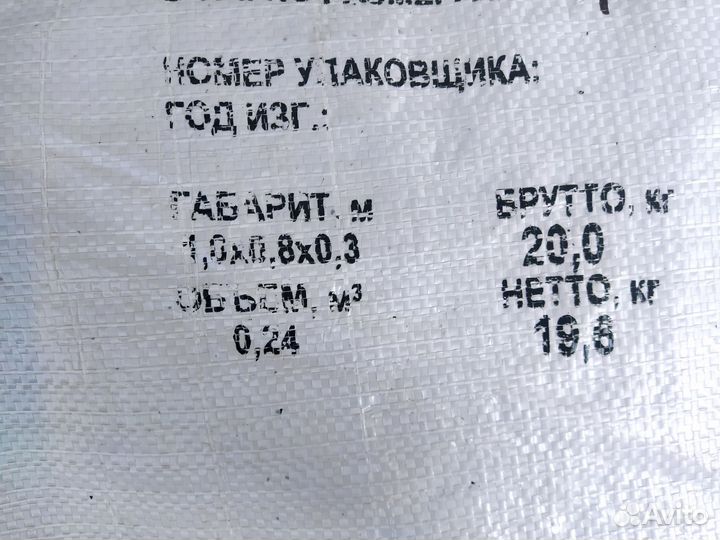 НОМЕР УПАКОВЩИКА:
ГОД ИЗГ.:
ГАБАРИТ, м БРУТТО, кг
1,0х0,8х0,3 20,0
ОБЪЕМ, м³ НЕТТО, кг
0,24 19,6
Avito